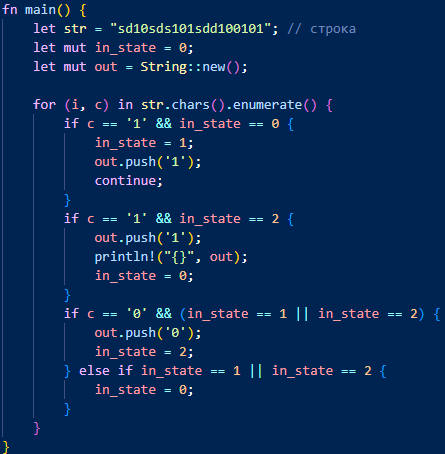 fn main() {
    let str = "sd10sds101sdd100101"; // строка
    let mut in_state = 0;
    let mut out = String::new();

    for (i, c) in str.chars().enumerate() {
        if c == '1' && in_state == 0 {
            in_state = 1;
            out.push('1');
            continue;
        }
        if c == '1' && in_state == 2 {
            out.push('1');
            println!("{}", out);
            in_state = 0;
        }
        if c == '0' && (in_state == 1 || in_state == 2) {
            out.push('0');
            in_state = 2;
        } else if in_state == 1 || in_state == 2 {
            in_state = 0;
        }
    }
}